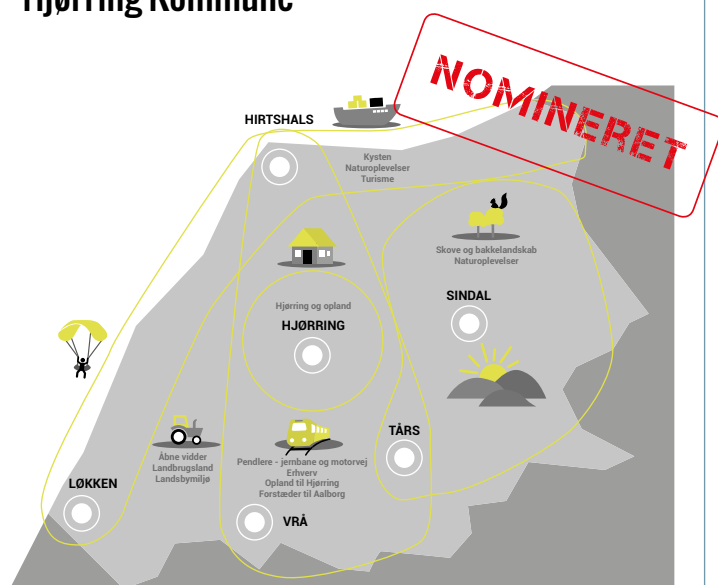 Hjørring Kommune
NOMINERET
HIRTSHALS
Kysten
Naturoplevelser
Turisme
Skove og bakkelandskab
Naturoplevelser
SINDAL
Hjørring og opland
HJØRRING
TÅRS
Åbne vidder
Landbrugsland
Landsbymiljø
Pendlere - jernbane og motorvej
Erhverv
Opland til Hjørring
Forstæder til Aalborg
LØKKEN
VRÅ